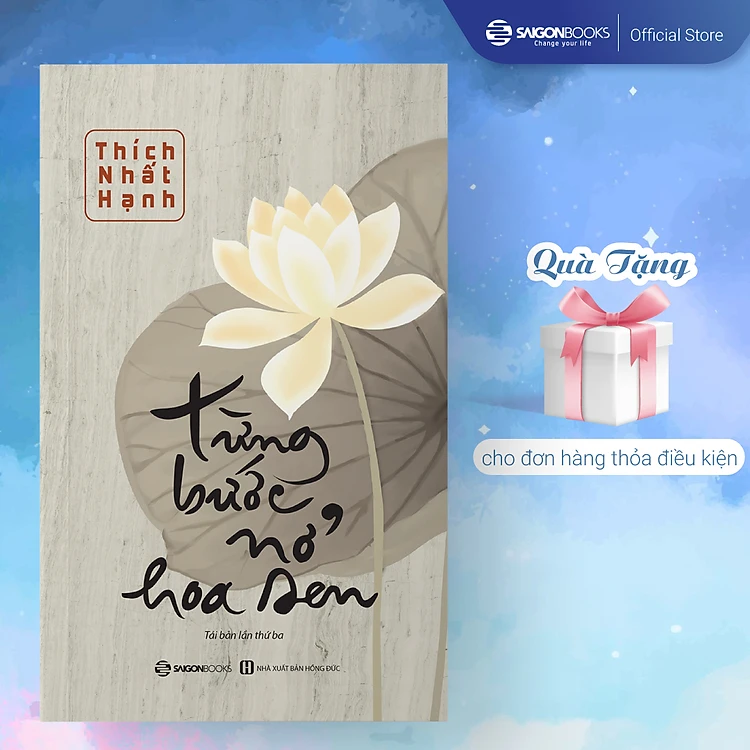 SAIGONBOOKS
Change your life
Official Store
Thích
Nhất
Hạnh
Quà Tặng
từng
bước
nở
hoa sen
cho đơn hàng thỏa điều kiện
Tái bản lần thứ ba
SAIGONBOOKS
NHÀ XUẤT BẢN HỒNG ĐỨC